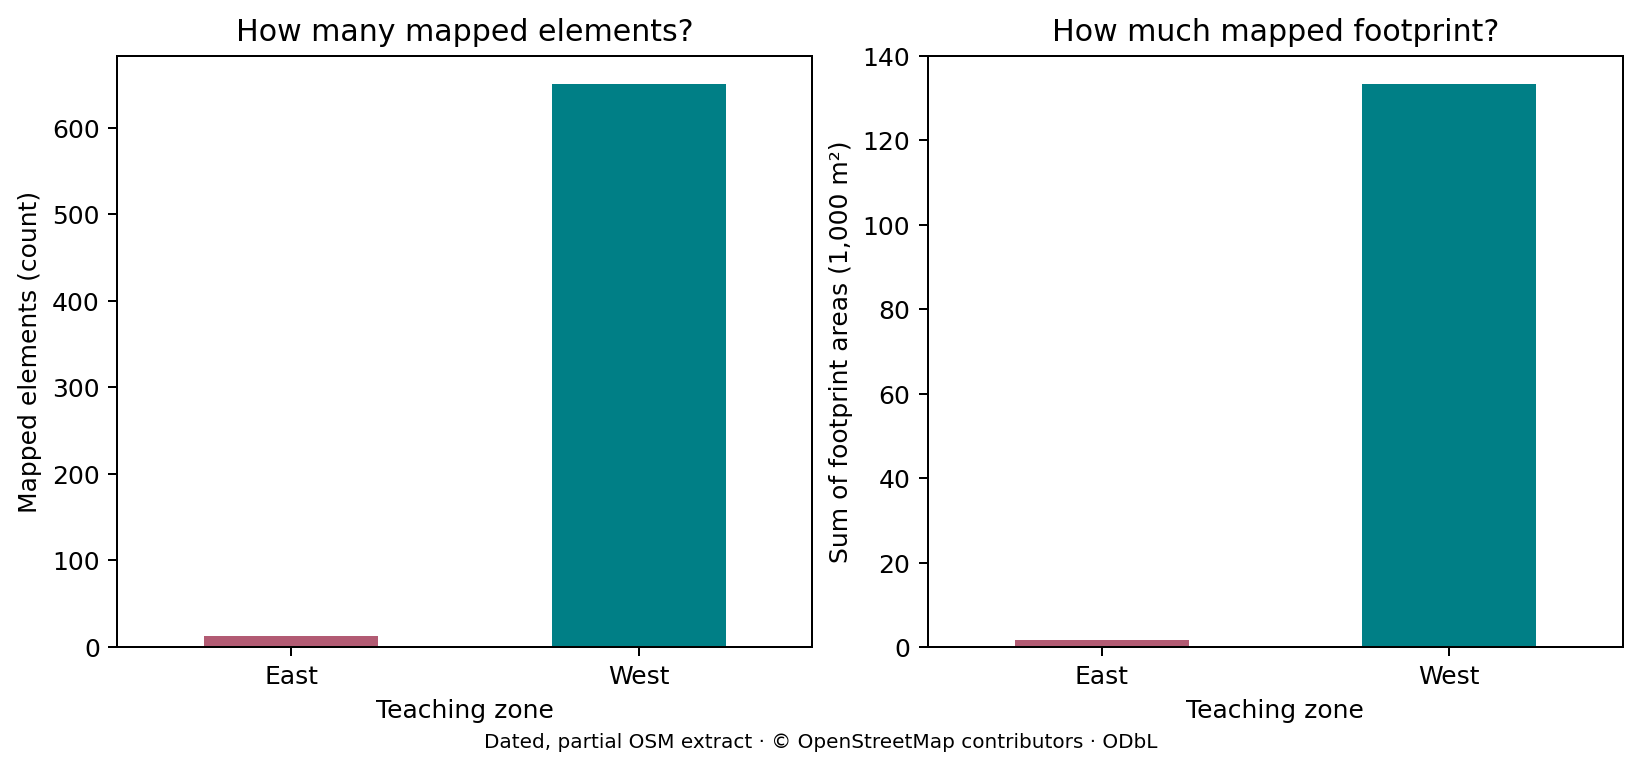 How many mapped elements?
Mapped elements (count)
600
500
400
300
200
100
0
East
West
Teaching zone
How much mapped footprint?
Sum of footprint areas (1,000 m²)
140
120
100
80
60
40
20
0
East
West
Teaching zone
Dated, partial OSM extract · © OpenStreetMap contributors · ODbL